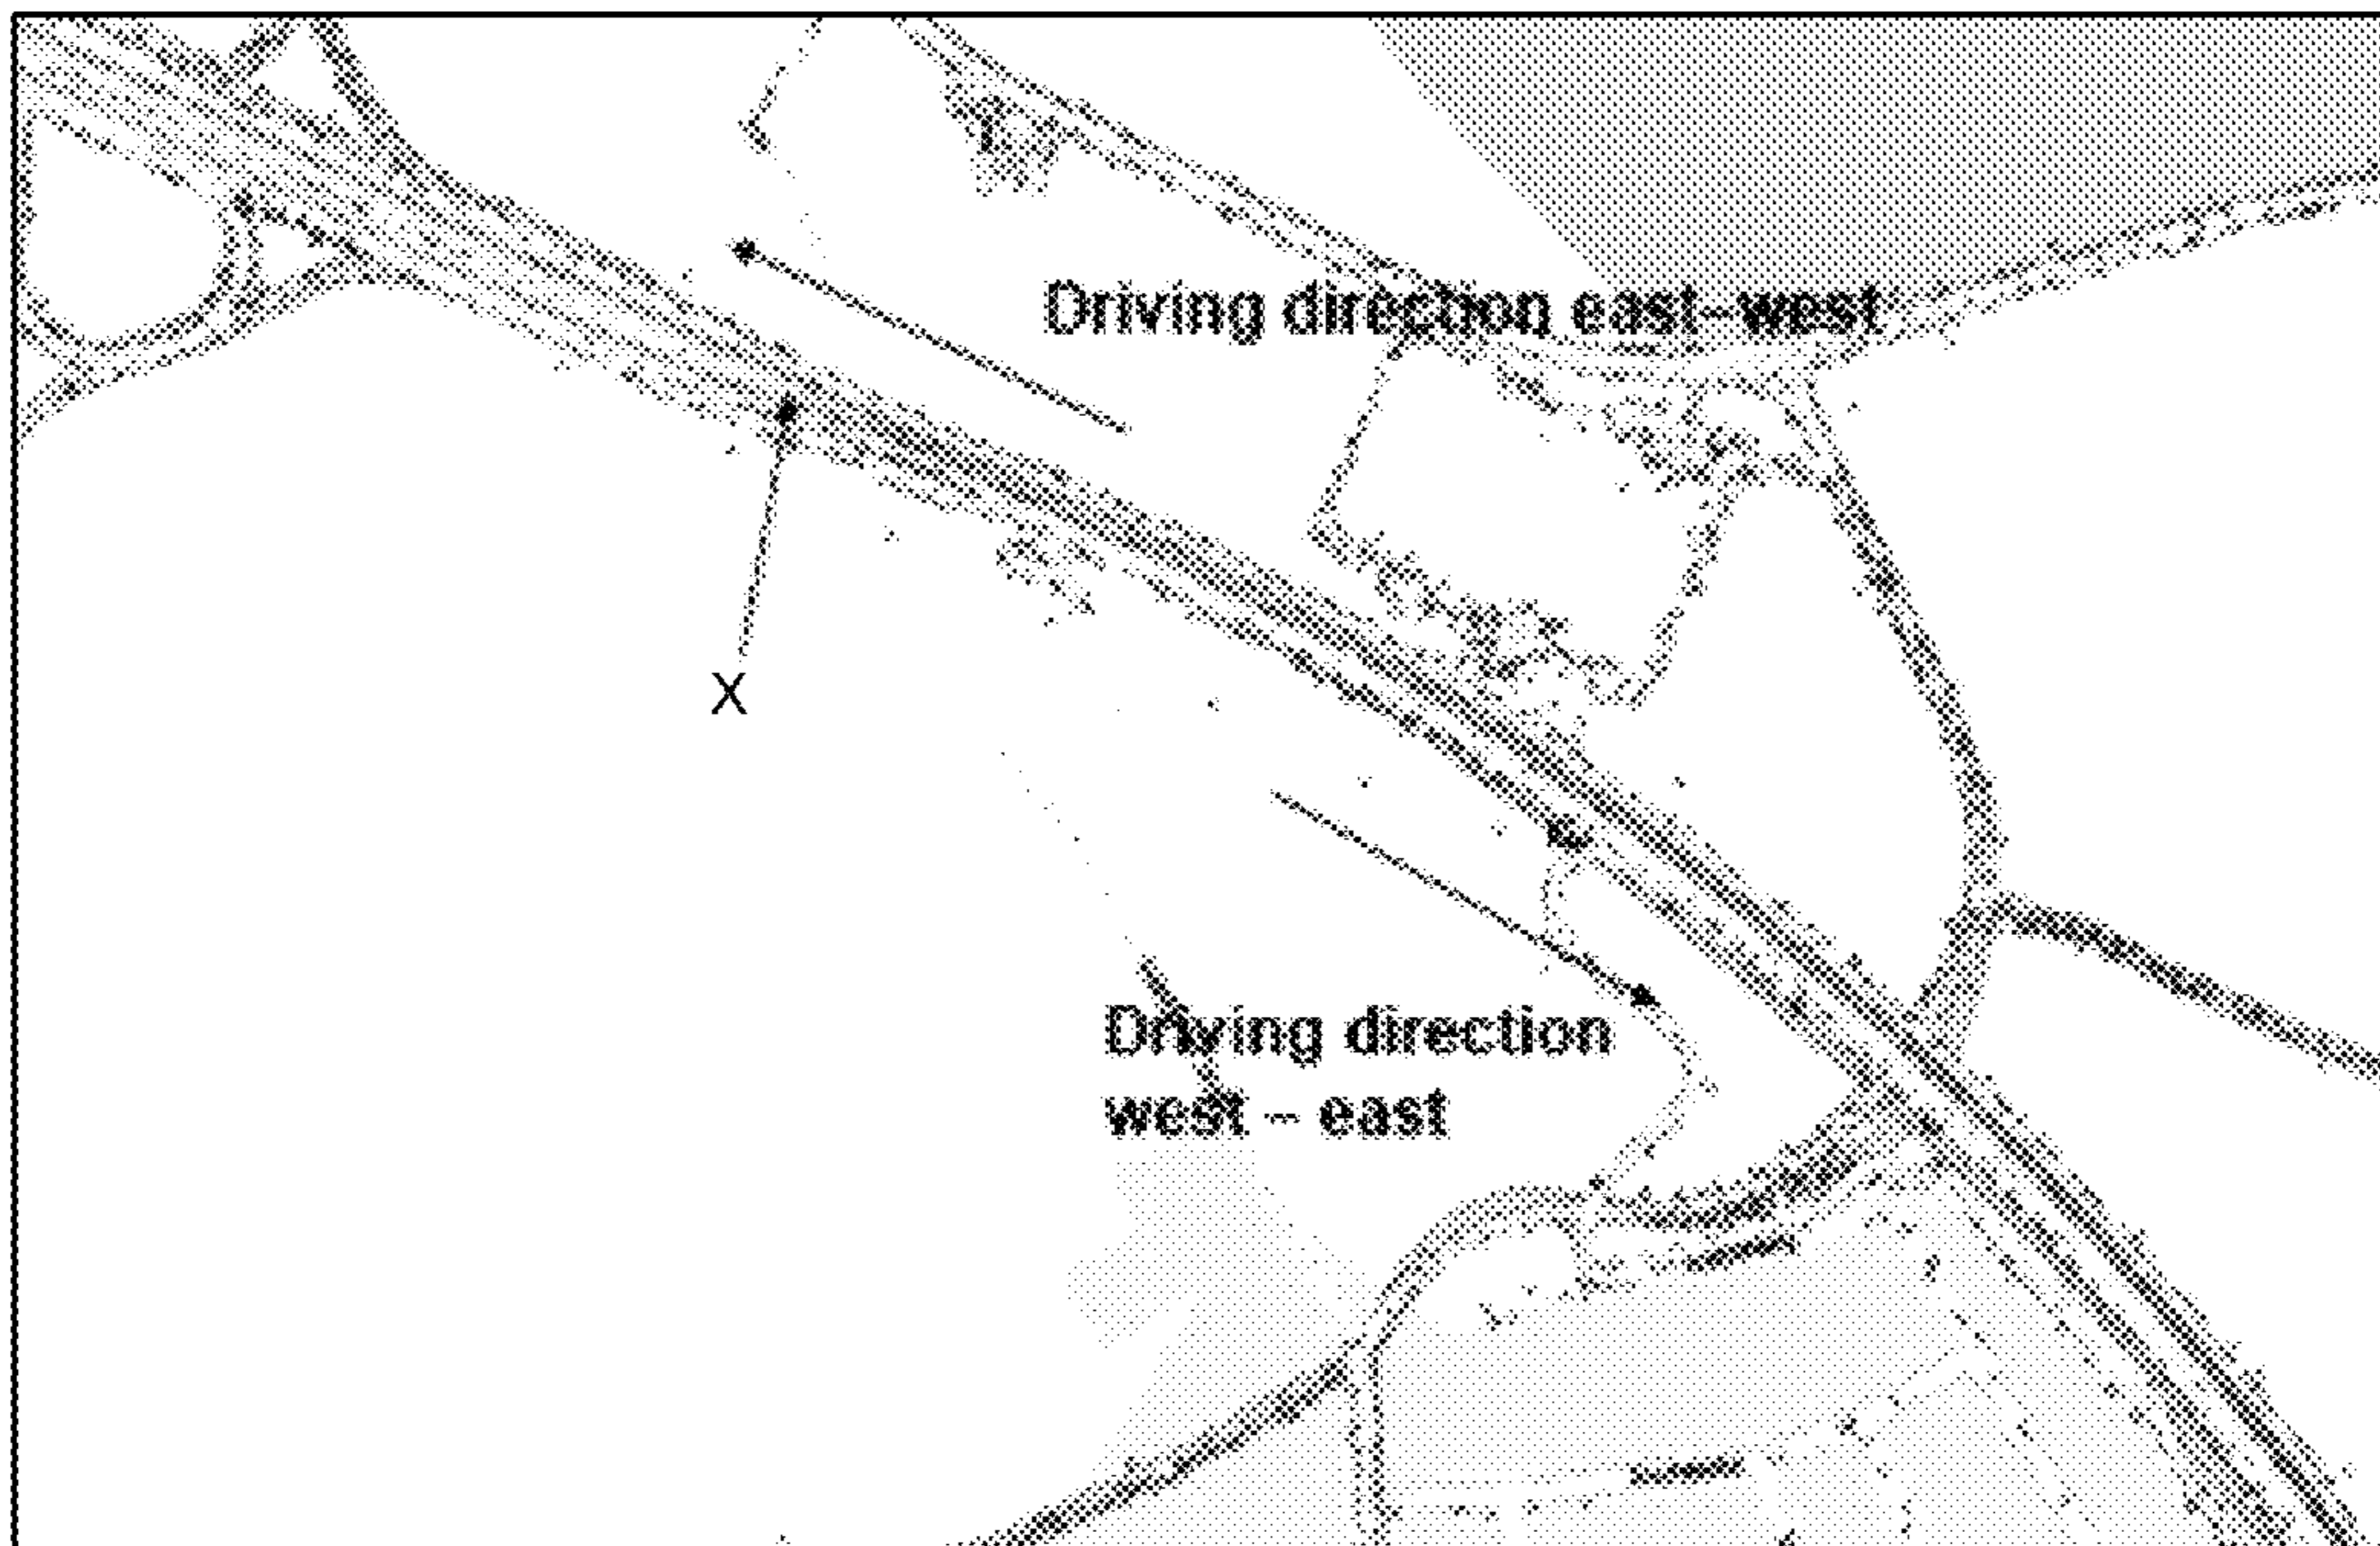 Driving direction east–west
X
Driving direction
west – east